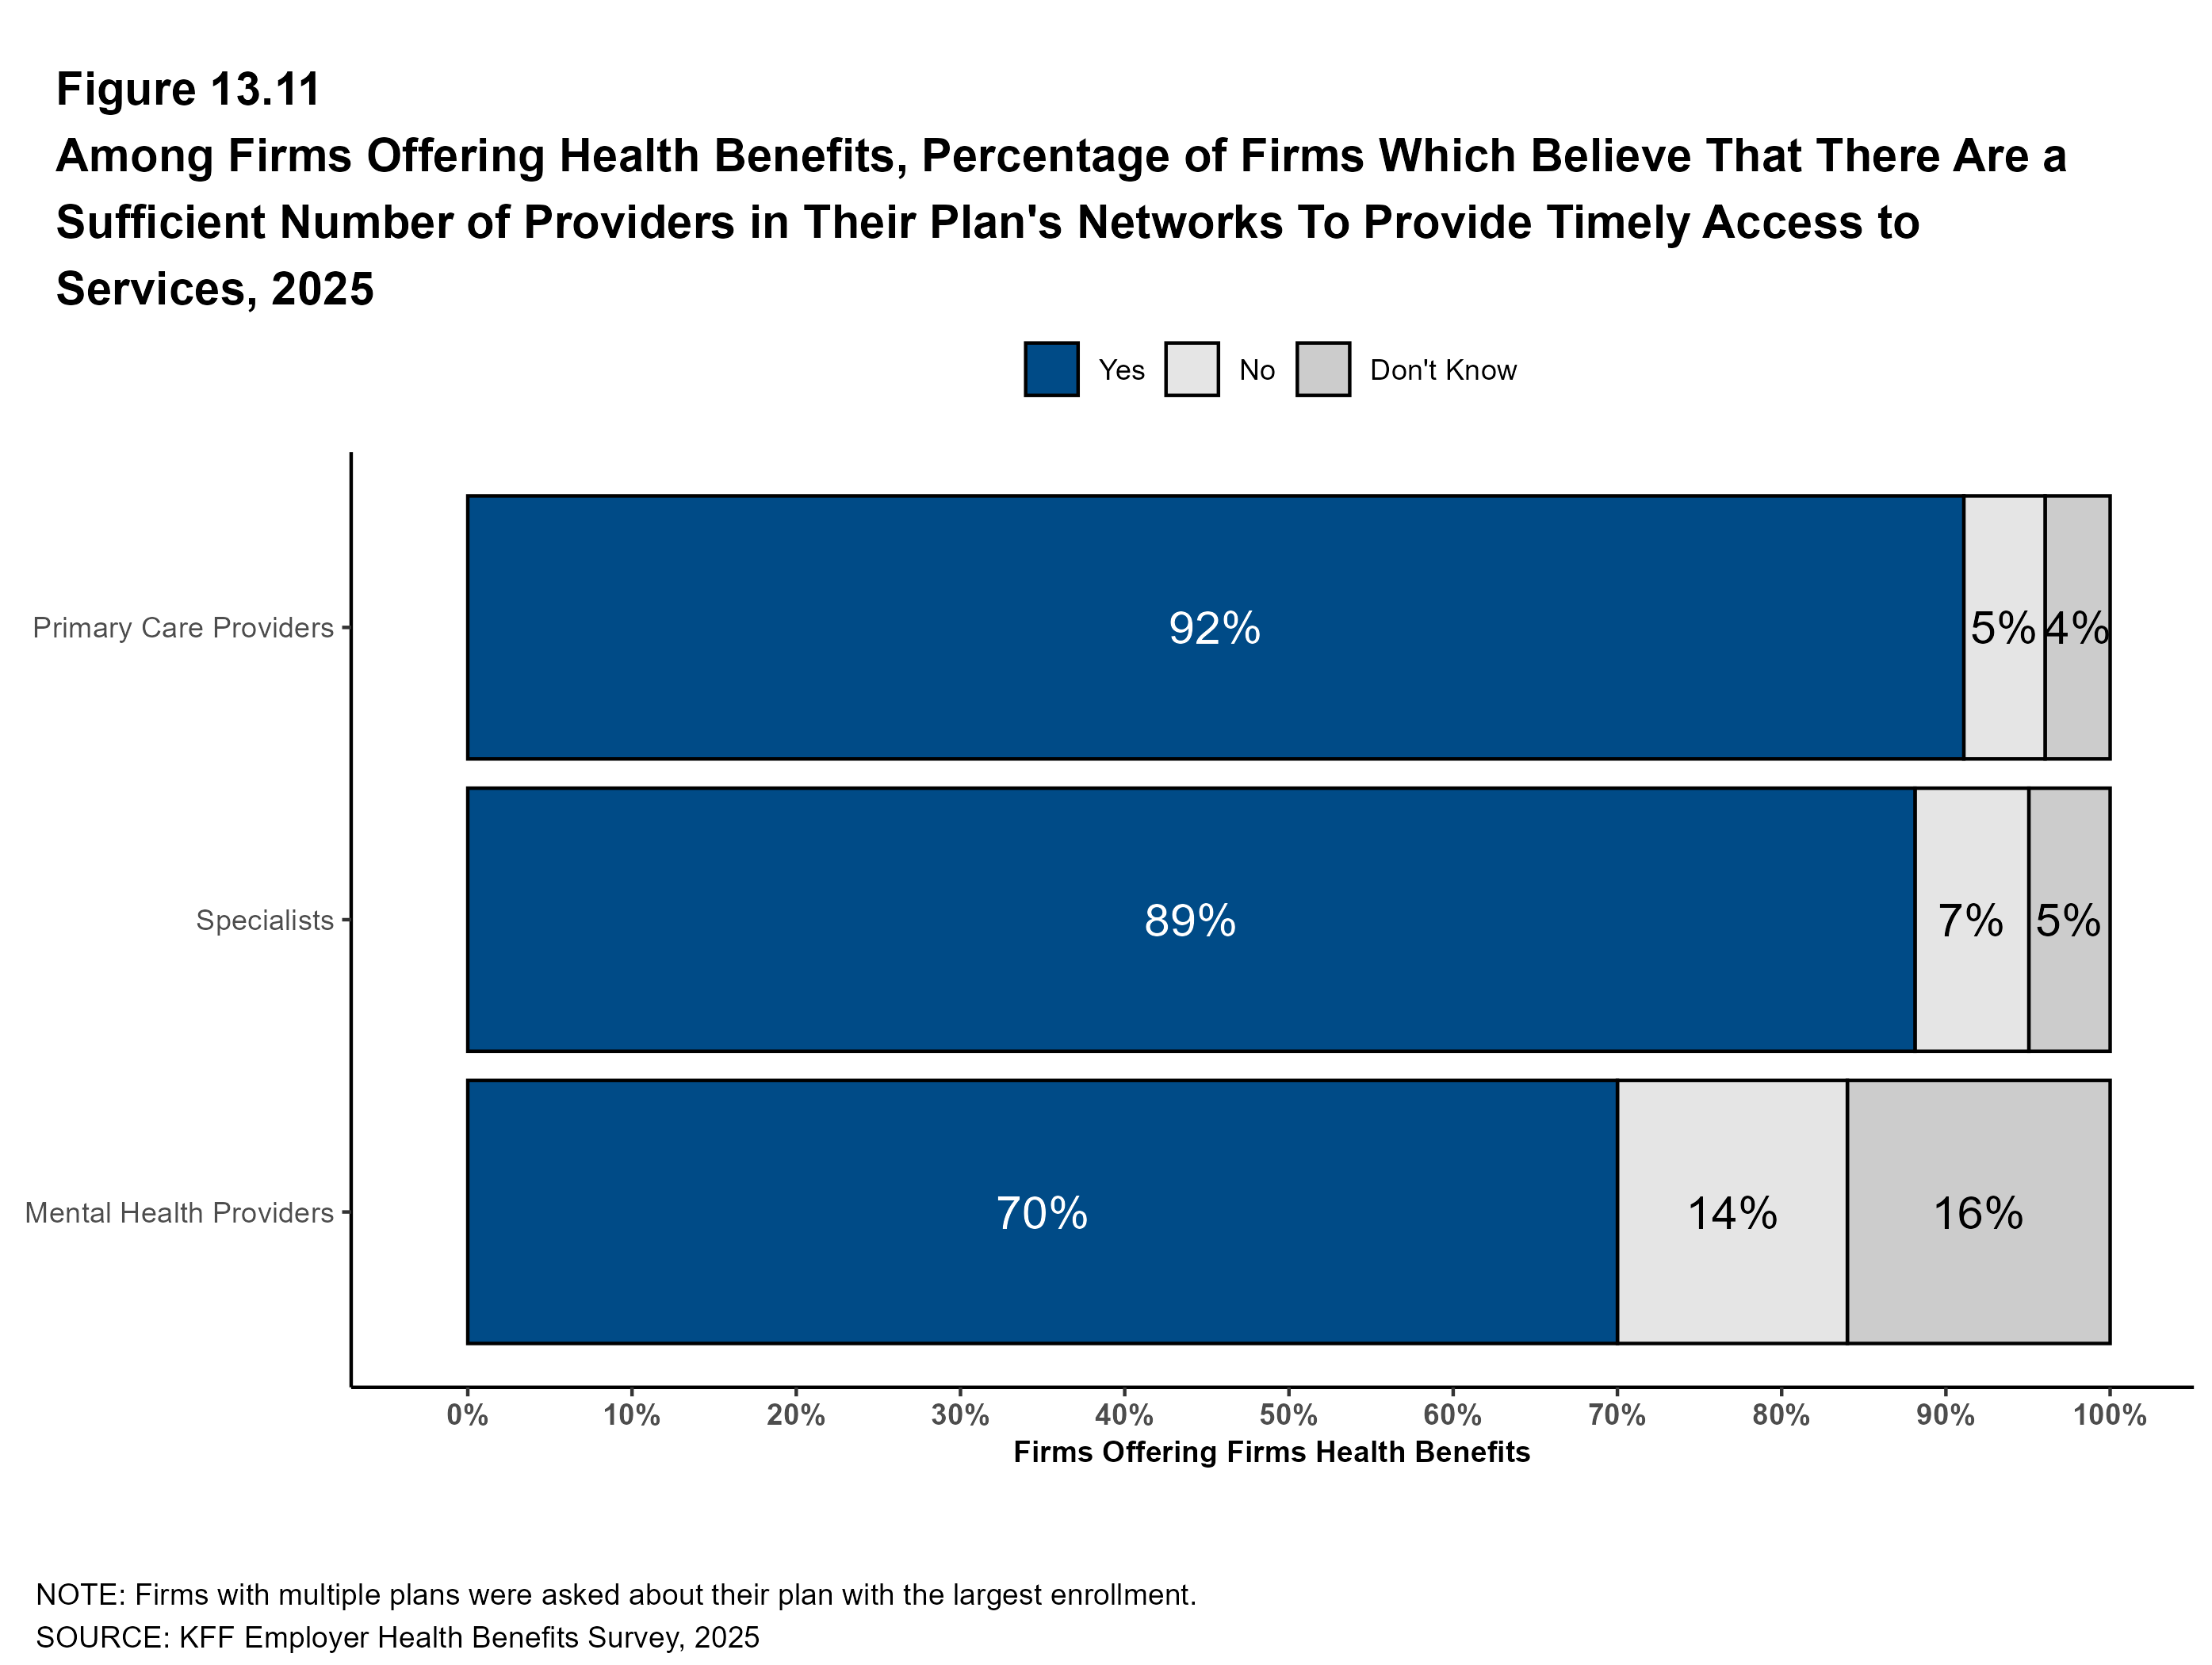 Figure 13.11
Among Firms Offering Health Benefits, Percentage of Firms Which Believe That There Are a
Sufficient Number of Providers in Their Plan's Networks To Provide Timely Access to
Services, 2025
Yes No Don't Know
Primary Care Providers 92% 5% 4%
Specialists 89% 7% 5%
Mental Health Providers 70% 14% 16%
0% 10% 20% 30% 40% 50% 60% 70% 80% 90% 100%
Firms Offering Firms Health Benefits
NOTE: Firms with multiple plans were asked about their plan with the largest enrollment.
SOURCE: KFF Employer Health Benefits Survey, 2025